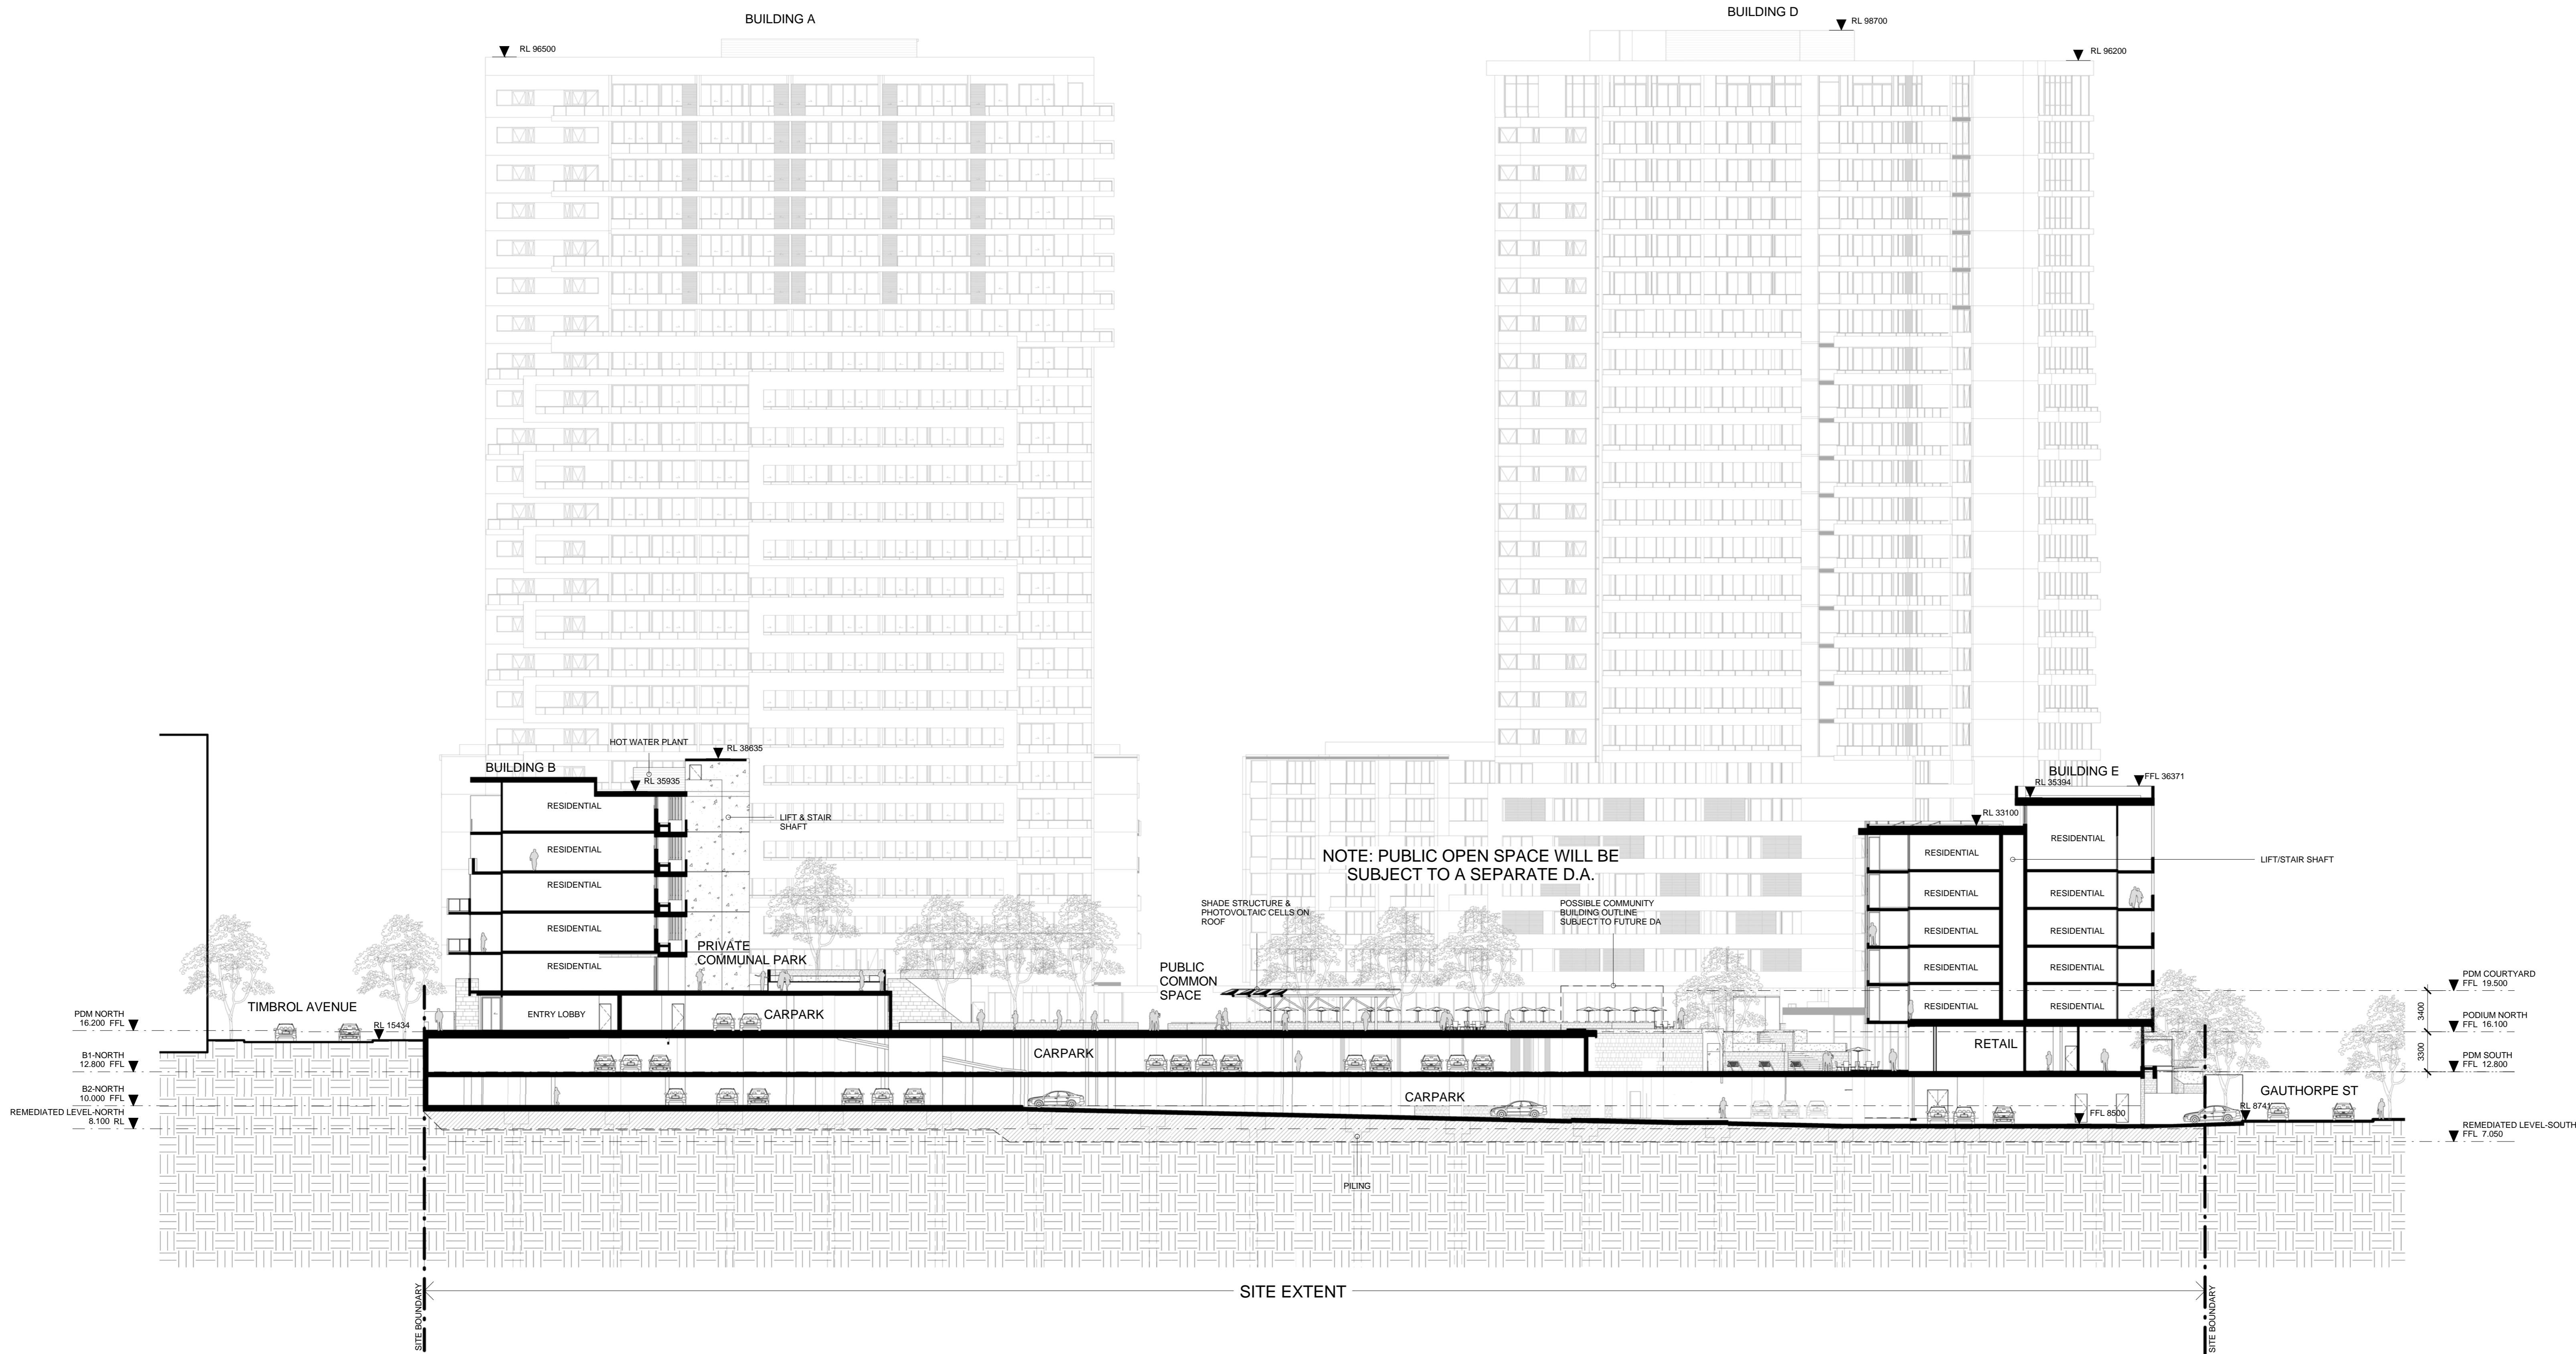 BUILDING A
BUILDING D
RL 98700
RL 96500
RL 96200
HOT WATER PLANT
RL 38635
BUILDING B
RL 35935
BUILDING E
FFL 36371
RL 35394
RESIDENTIAL
LIFT & STAIR
SHAFT
RL 33100
RESIDENTIAL
RESIDENTIAL
RESIDENTIAL
RESIDENTIAL
RESIDENTIAL
NOTE: PUBLIC OPEN SPACE WILL BE
SUBJECT TO A SEPARATE D.A.
LIFT/STAIR SHAFT
RESIDENTIAL
RESIDENTIAL
RESIDENTIAL
SHADE STRUCTURE &
PHOTOVOLTAIC CELLS ON
ROOF
POSSIBLE COMMUNITY
BUILDING OUTLINE
SUBJECT TO FUTURE DA
RESIDENTIAL
RESIDENTIAL
PRIVATE
COMMUNAL PARK
RESIDENTIAL
RESIDENTIAL
PUBLIC
COMMON
SPACE
RESIDENTIAL
RESIDENTIAL
PDM COURTYARD
FFL 19.500
TIMBROL AVENUE
PDM NORTH
16.200 FFL
RL 15434
ENTRY LOBBY
CARPARK
3400
PODIUM NORTH
FFL 16.100
CARPARK
RETAIL
3300
B1-NORTH
12.800 FFL
PDM SOUTH
FFL 12.800
B2-NORTH
10.000 FFL
CARPARK
GAUTHORPE ST
RL 8741
FFL 8500
REMEDIATED LEVEL-NORTH
8.100 RL
REMEDIATED LEVEL-SOUTH
FFL 7.050
PILING
SITE BOUNDARY
SITE EXTENT
SITE BOUNDARY